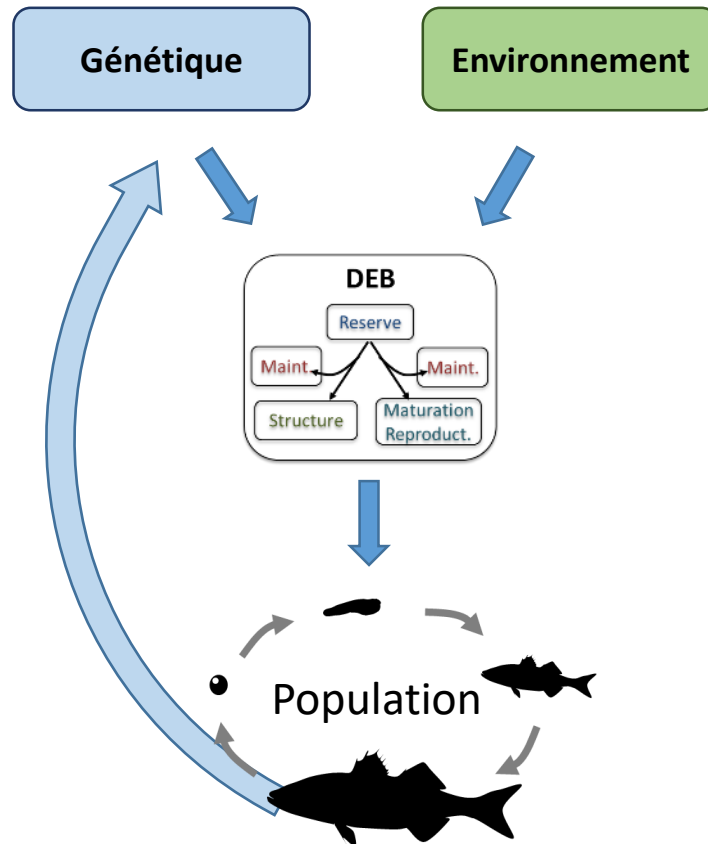 Génétique
Environnement
DEB
Reserve
Maint.
Maint.
Structure
Maturation
Reproduct.
Population